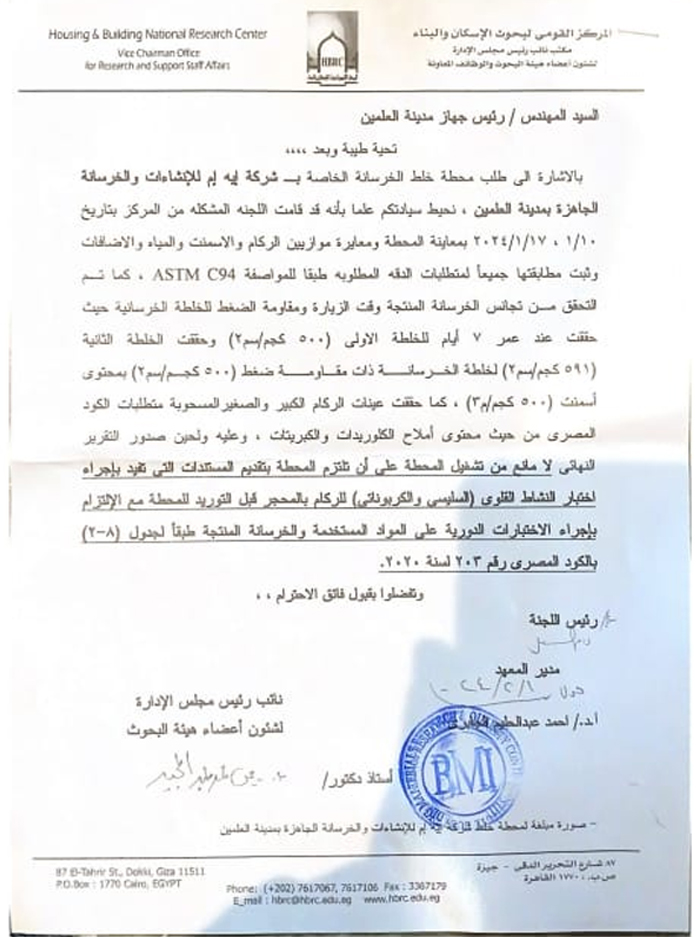 Housing & Building National Research Center
Vice Chairman Office
for Research and Support Staff Affairs
HBRC
المركز القومى لبحوث الإسكان والبناء
مكتب نائب رئيس مجلس الإدارة
لشئون أعضاء هيئة البحوث والوظائف المعاونة
السيد المهندس / رئيس جهاز مدينة العلمين
تحية طيبة وبعد ،،،،
بالاشارة الى طلب محطة خلط الخرسانة الخاصة بـ شركة إيه إم للإنشاءات والخرسانة
الجاهزة بمدينة العلمين ، نحيط سيادتكم علما بأنه قد قامت اللجنه المشكله من المركز بتاريخ
١/١٠ ، ٢٠٢٤/١/١٧ بمعاينة المحطة ومعايرة موازيين الركام والاسمنت والمياه والاضافات
وثبت مطابقتها جميعاً لمتطلبات الدقه المطلوبه طبقا للمواصفة ASTM C94 ، كما تم
التحقق من تجانس الخرسانة المنتجة وقت الزيارة ومقاومة الضغط للخلطة الخرسانية حيث
حققت عند عمر ٧ أيام للخلطة الاولى (٥٠٠ كجم/سم٢) وحققت الخلطة الثانية
(٥٩١ كجم/سم٢) لخلطة الخرسانة ذات مقاومة ضغط (٥٠٠ كجم/سم٢) بمحتوى
أسمنت (٥٠٠ كجم/م٣) ، كما حققت عينات الركام الكبير والصغير المسحوبة متطلبات الكود
المصرى من حيث محتوى أملاح الكلوريدات والكبريتات ، وعليه ولحين صدور التقرير
النهائى لا مانع من تشغيل المحطة على أن تلتزم المحطة بتقديم المستندات التى تفيد بإجراء
اختبار النشاط القلوى (السليسى والكربوناتى) للركام بالمحجر قبل التوريد للمحطة مع الإلتزام
بإجراء الاختبارات الدورية على المواد المستخدمة والخرسانة المنتجة طبقاً لجدول (٨-٢)
بالكود المصرى رقم ٢٠٣ لسنة ٢٠٢٠.
وتفضلوا بقبول فائق الاحترام ،،
رئيس اللجنة
مدير المعهد
أ.د./ احمد عبدالعليم
نائب رئيس مجلس الإدارة
لشئون أعضاء هيئة البحوث
أستاذ دكتور/
BMI
- صورة مبلغة لمحطة خلط شركة إيه إم للإنشاءات والخرسانة الجاهزة بمدينة العلمين
87 El-Tahrir St., Dokki, Giza 11511
P.O.Box : 1770 Cairo, EGYPT
Phone: (+202) 7617067, 7617106 Fax : 3367179
E_mail : hbrc@hbrc.edu.eg www.hbrc.edu.eg
٨٧ شارع التحرير الدقى - جيزة
ص.ب. ١٧٧٠ القاهرة